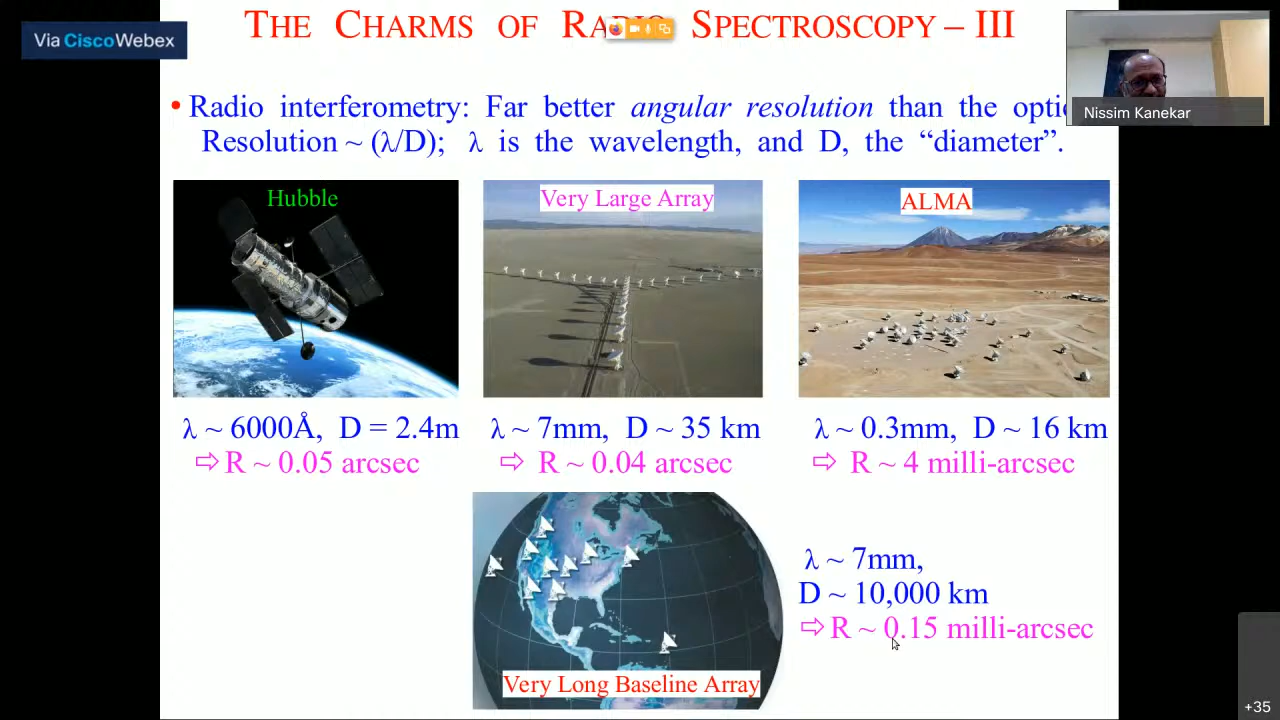 Via Cisco Webex
THE CHARMS OF SPECTROSCOPY – III
Nissim Kanekar
• Radio interferometry: Far better angular resolution than the
Resolution ~ (λ/D); λ is the wavelength, and D, the “diameter”.
Hubble
Very Large Array
ALMA
λ ~ 6000Å, D = 2.4m
⇨ R ~ 0.05 arcsec
λ ~ 7mm, D ~ 35 km
⇨ R ~ 0.04 arcsec
λ ~ 0.3mm, D ~ 16 km
⇨ R ~ 4 milli-arcsec
Very Long Baseline Array
λ ~ 7mm,
D ~ 10,000 km
⇨ R ~ 0.15 milli-arcsec
+35